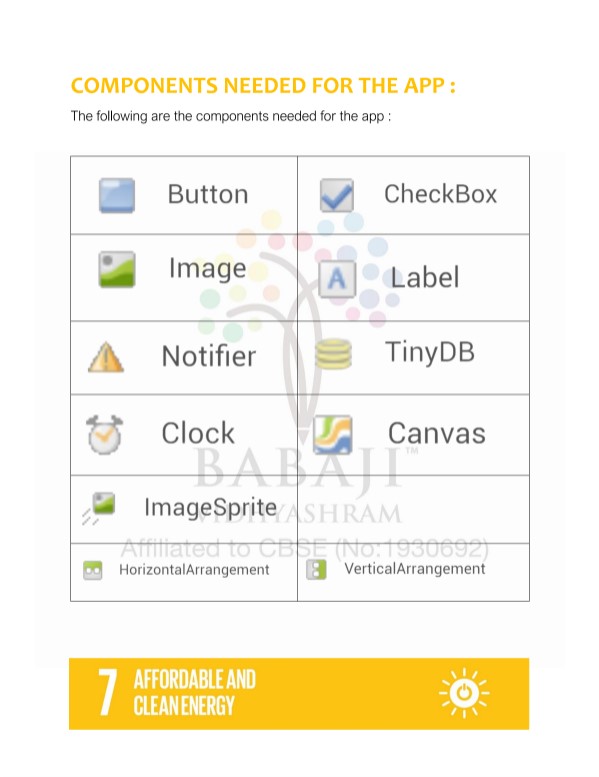 COMPONENTS NEEDED FOR THE APP :
The following are the components needed for the app :
Button
CheckBox
Image
Label
A
Notifier
TinyDB
Clock
Canvas
BABAJI™
ImageSprite
VIDHYASHRAM
Affiliated to CBSE (No:1930692)
HorizontalArrangement
VerticalArrangement
7 AFFORDABLE AND
CLEAN ENERGY